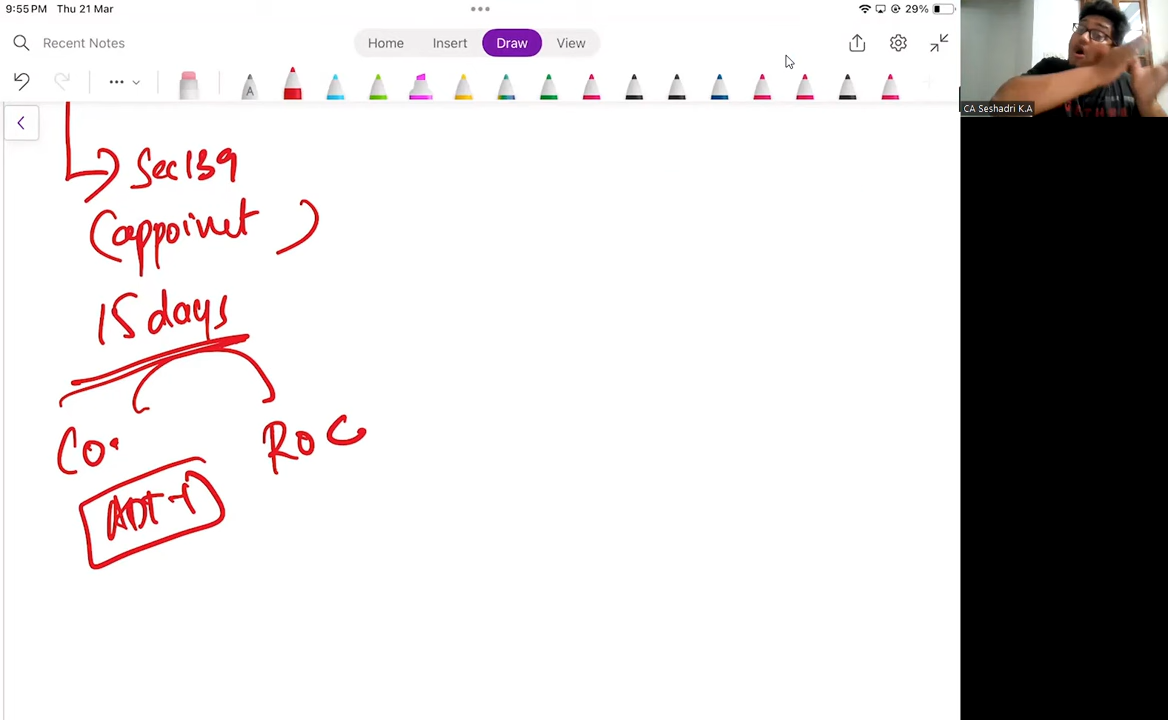 9:55 PM Thu 21 Mar
29%
Recent Notes
Home Insert Draw View
A
CA Seshadri K.A
Sec 139
(appoinet )
15 days
Co. RoC
ADT-1